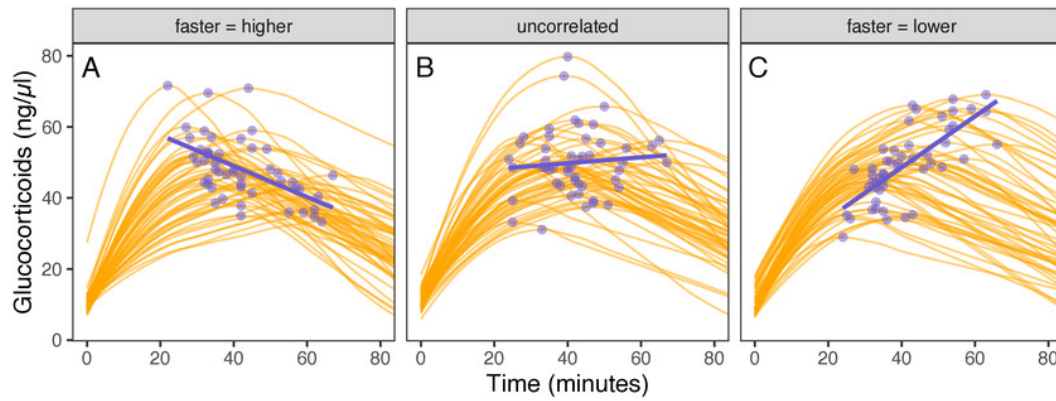 faster = higher
uncorrelated
faster = lower
A
B
C
Glucocorticoids (ng/µl)
80
60
40
20
0
0 20 40 60 80
0 20 40 60 80
0 20 40 60 80
Time (minutes)